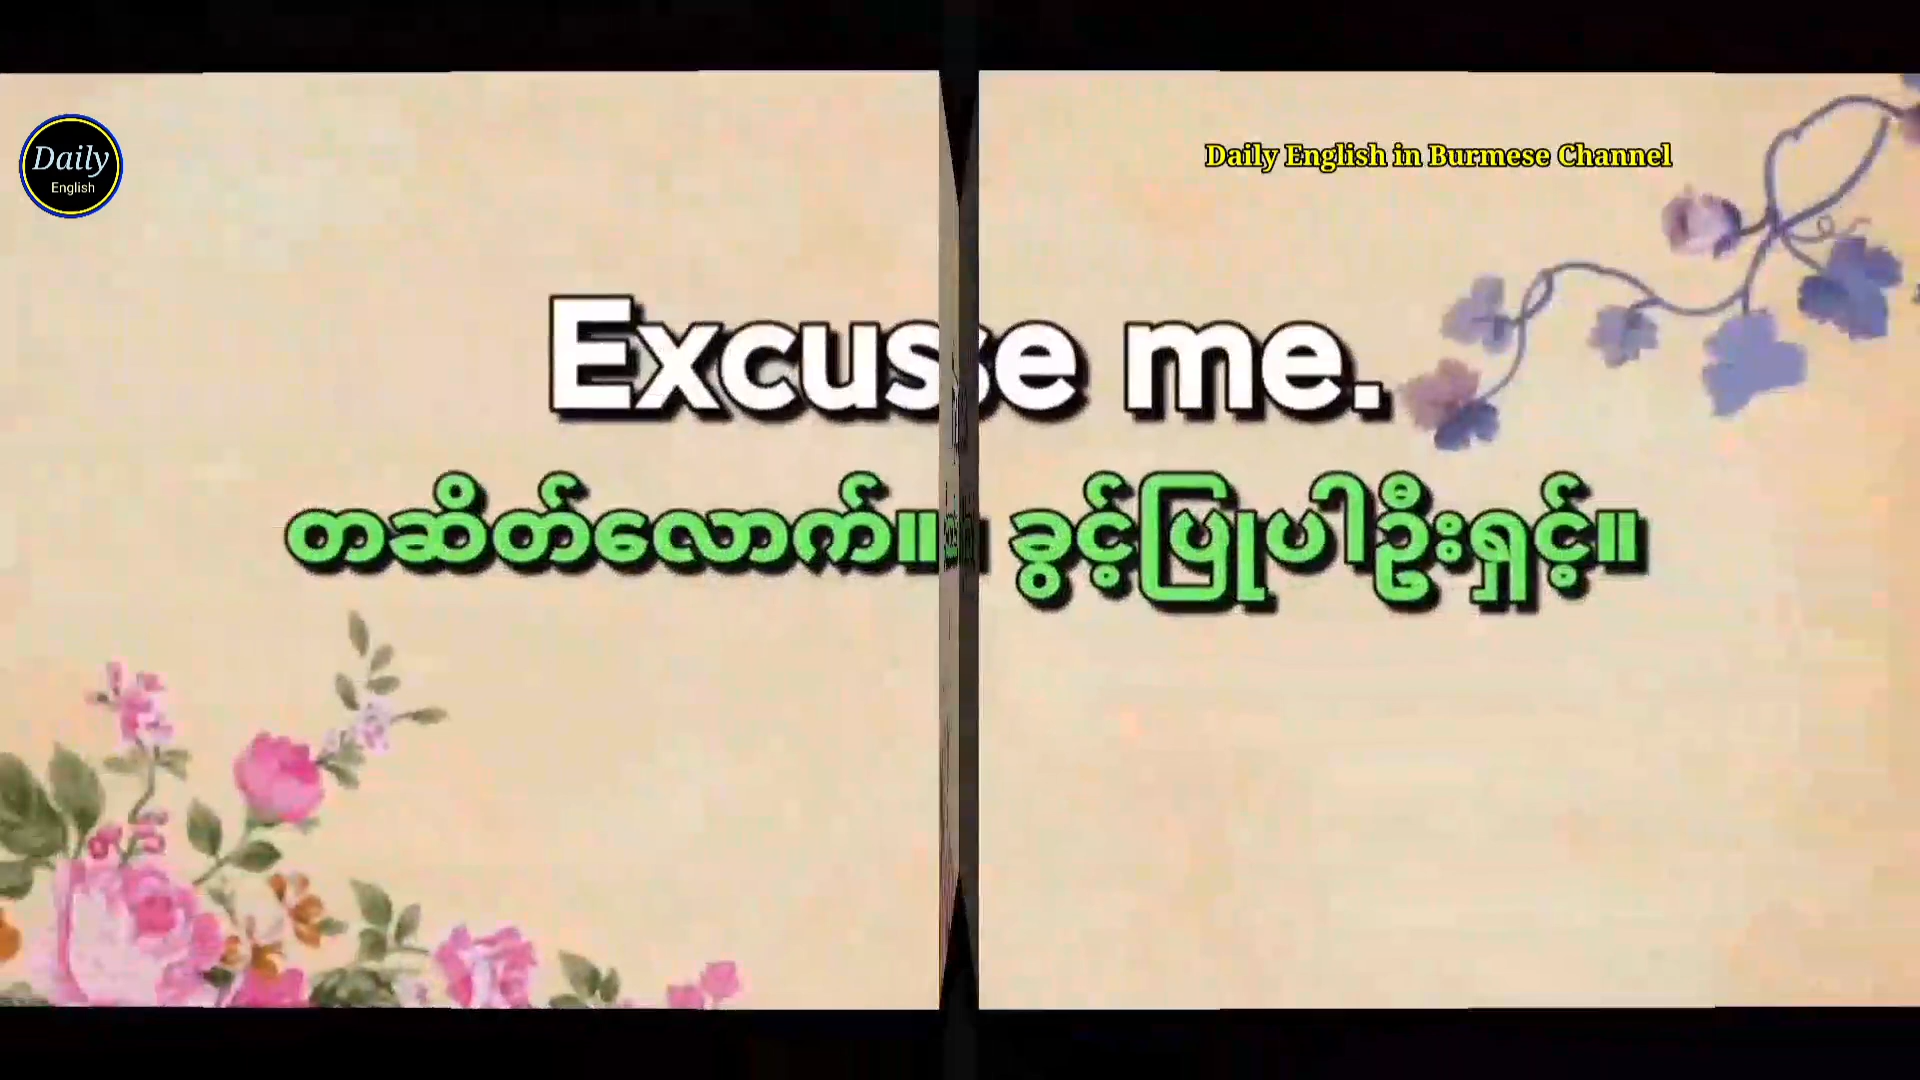 Daily
English
Daily English in Burmese Channel
Excuse me.
တဆိတ်လောက်။ ခွင့်ပြုပါဦးရှင့်။